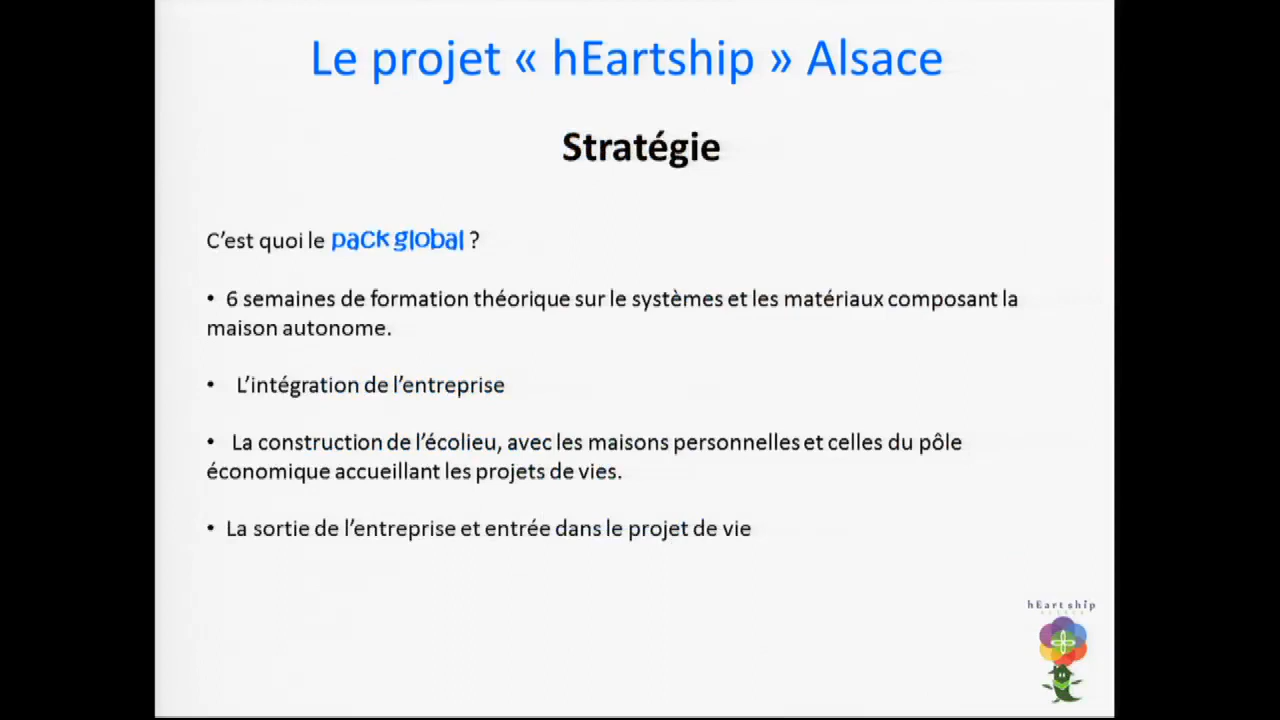 Le projet « hEartship » Alsace
Stratégie
C’est quoi le pack global ?
• 6 semaines de formation théorique sur le systèmes et les matériaux composant la
maison autonome.
• L’intégration de l’entreprise
• La construction de l’écolieu, avec les maisons personnelles et celles du pôle
économique accueillant les projets de vies.
• La sortie de l’entreprise et entrée dans le projet de vie
hEart ship